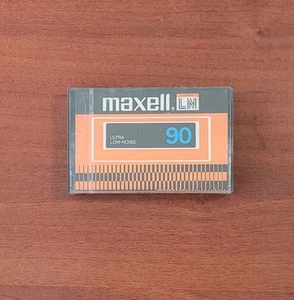 maxell. LN
ULTRA
LOW-NOISE
90